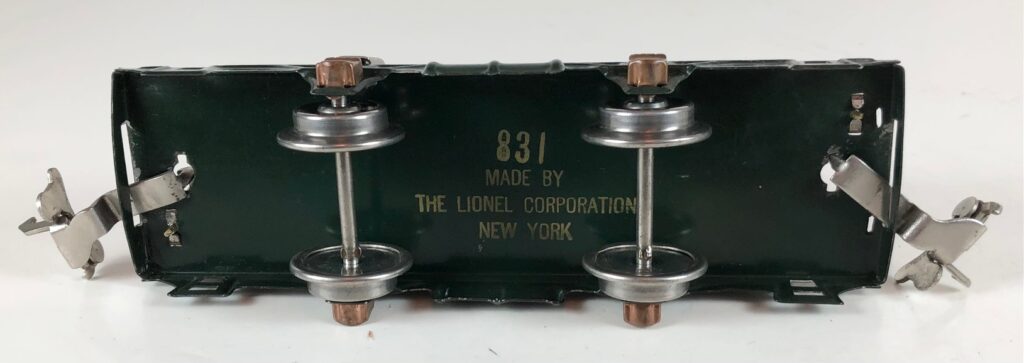 831
MADE BY
THE LIONEL CORPORATION
NEW YORK